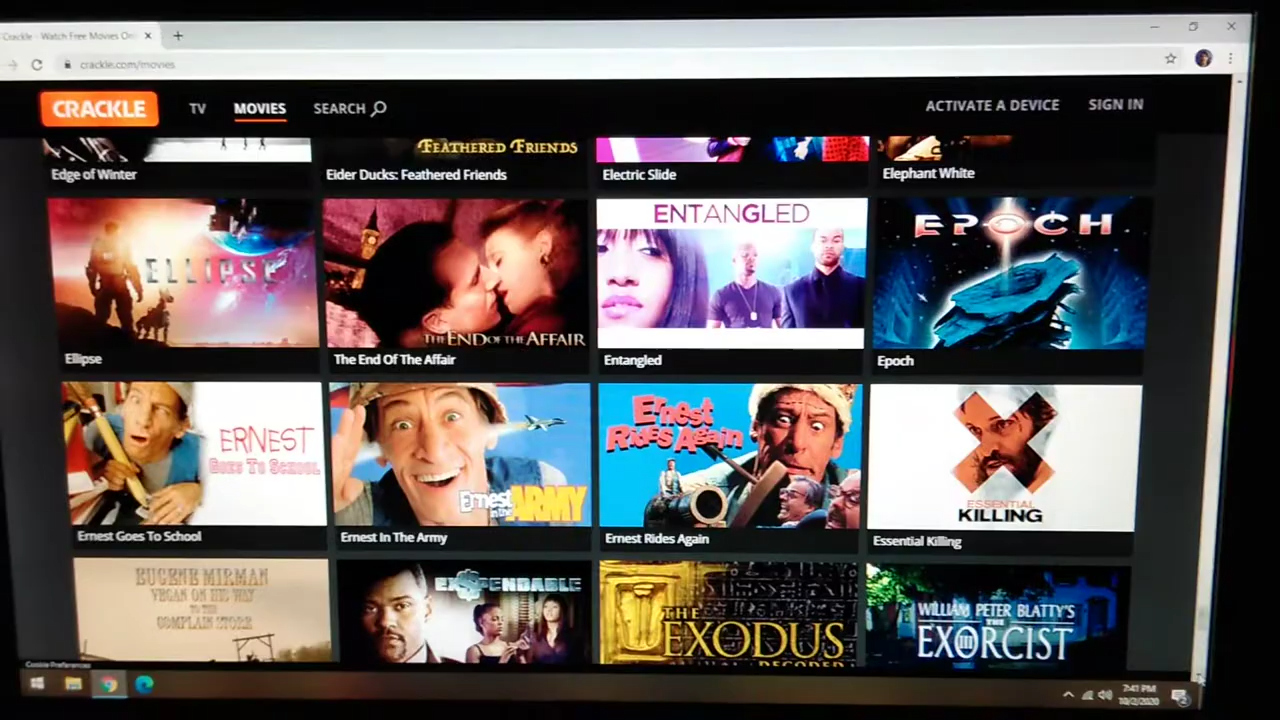 Crackle - Watch Free Movies On
crackle.com/movies
CRACKLE
TV
MOVIES
SEARCH
ACTIVATE A DEVICE
SIGN IN
FEATHERED FRIENDS
Edge of Winter
Eider Ducks: Feathered Friends
Electric Slide
Elephant White
ELLIPSE
THE END OF THE AFFAIR
ENTANGLED
EPOCH
Ellipse
The End Of The Affair
Entangled
Epoch
ERNEST
GOES TO SCHOOL
Ernest
in the ARMY
Ernest
Rides Again
ESSENTIAL
KILLING
Ernest Goes To School
Ernest In The Army
Ernest Rides Again
Essential Killing
EUGENE MIRMAN
VEGAN ON HIS WAY
TO THE
COMPLAIN STORE
EX$PENDABLE
THE
EXODUS
DECODED
WILLIAM PETER BLATTY'S
THE
EXORCIST
III
Cookie Preferences
7:41 PM
10/2/2020